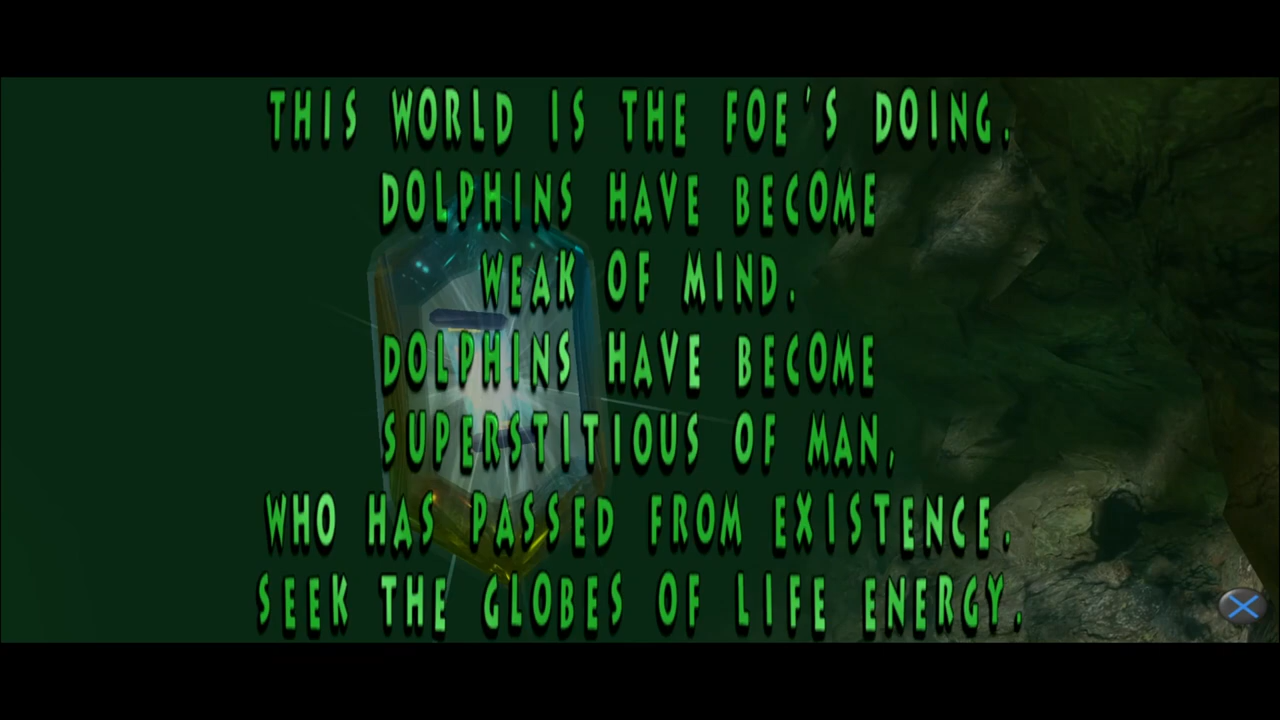 THIS WORLD IS THE FOE'S DOING.
DOLPHINS HAVE BECOME
WEAK OF MIND.
DOLPHINS HAVE BECOME
SUPERSTITIOUS OF MAN,
WHO HAS PASSED FROM EXISTENCE.
SEEK THE GLOBES OF LIFE ENERGY.